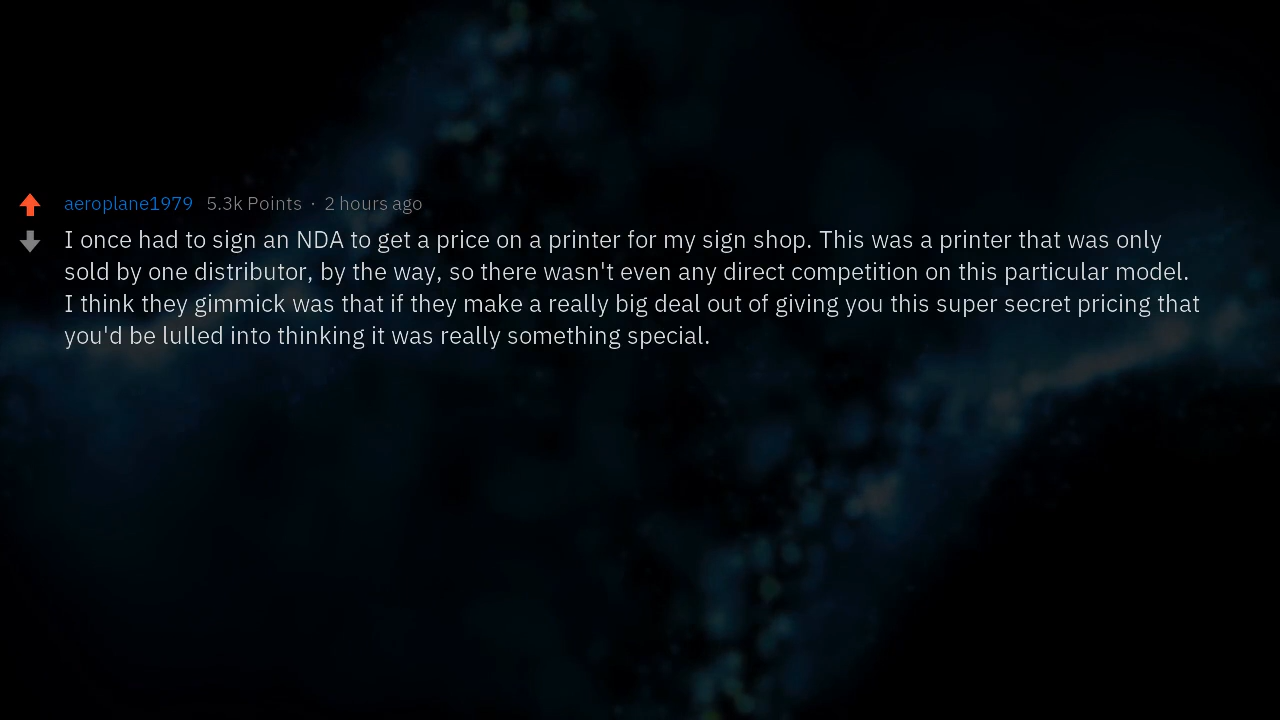 aeroplane1979 5.3k Points · 2 hours ago
I once had to sign an NDA to get a price on a printer for my sign shop. This was a printer that was only
sold by one distributor, by the way, so there wasn't even any direct competition on this particular model.
I think they gimmick was that if they make a really big deal out of giving you this super secret pricing that
you'd be lulled into thinking it was really something special.